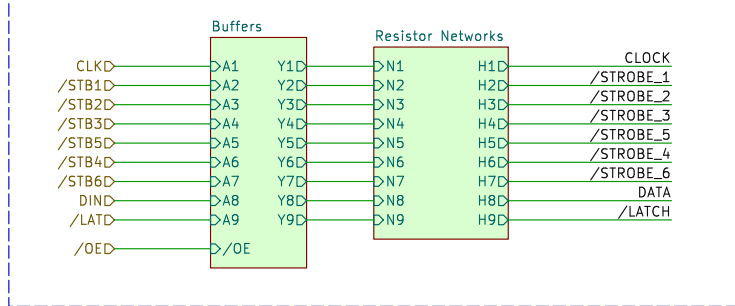 Buffers
Resistor Networks
CLK A1 Y1 N1 H1 CLOCK
/STB1 A2 Y2 N2 H2 /STROBE_1
/STB2 A3 Y3 N3 H3 /STROBE_2
/STB3 A4 Y4 N4 H4 /STROBE_3
/STB5 A5 Y5 N5 H5 /STROBE_5
/STB4 A6 Y6 N6 H6 /STROBE_4
/STB6 A7 Y7 N7 H7 /STROBE_6
DIN A8 Y8 N8 H8 DATA
/LAT A9 Y9 N9 H9 /LATCH
/OE /OE